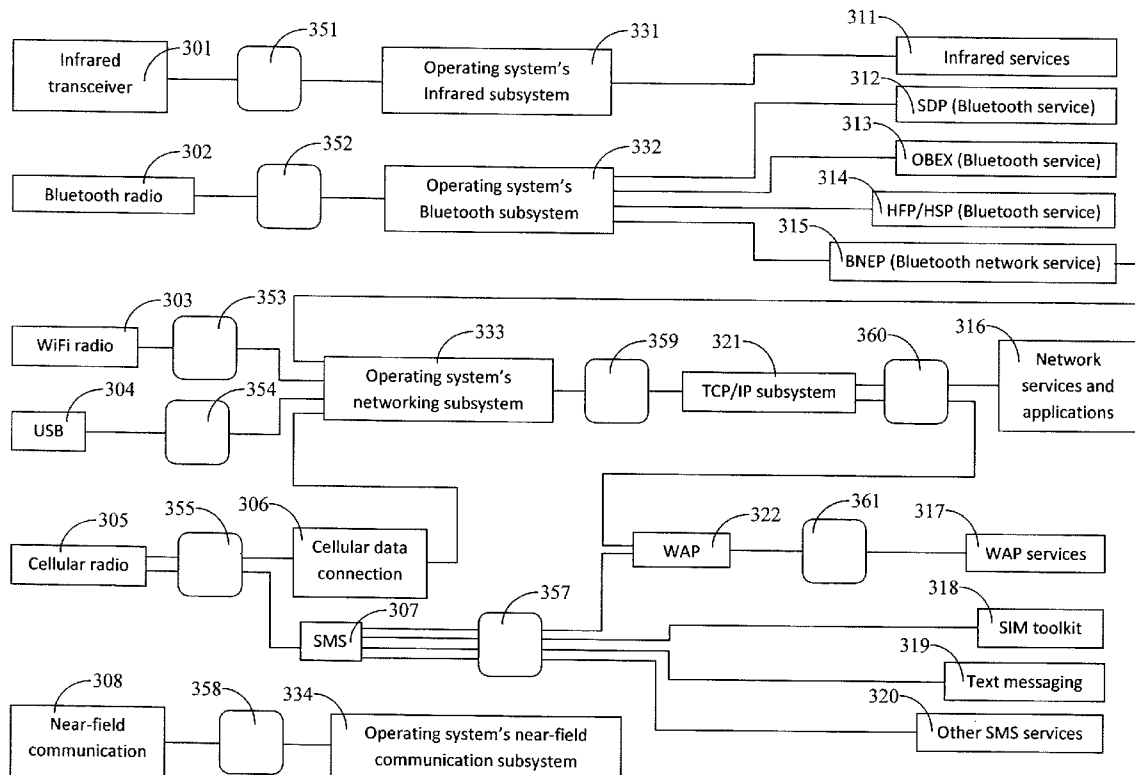 301
Infrared
transceiver
351
331
Operating system's
Infrared subsystem
311
Infrared services
312
SDP (Bluetooth service)
313
OBEX (Bluetooth service)
314
HFP/HSP (Bluetooth service)
315
BNEP (Bluetooth network service)
302
Bluetooth radio
352
332
Operating system's
Bluetooth subsystem
303
WiFi radio
353
304
USB
354
333
Operating system's
networking subsystem
359
321
TCP/IP subsystem
360
316
Network
services and
applications
305
Cellular radio
355
306
Cellular data
connection
307
SMS
357
322
WAP
361
317
WAP services
318
SIM toolkit
319
Text messaging
320
Other SMS services
308
Near-field
communication
358
334
Operating system's near-field
communication subsystem